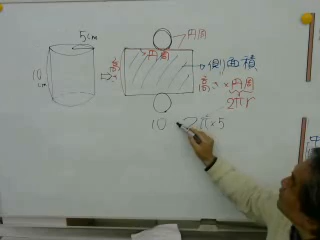 5cm
10cm
円周
円周
高さ
側面積
高さ × 円周
2πr
10 2π×5